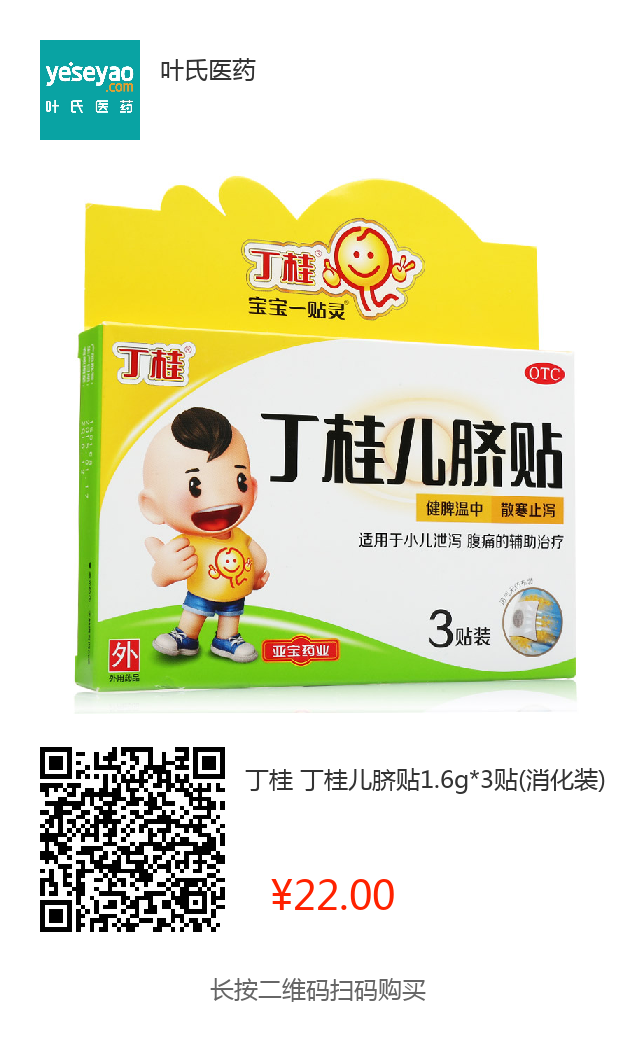 yeseyao
.com
叶氏医药
叶氏医药
丁桂®
宝宝一贴灵®
丁桂®
OTC
丁桂儿脐贴
健脾温中 散寒止泻
适用于小儿泄泻 腹痛的辅助治疗
3贴装
外
外用药品
亚宝药业
丁桂 丁桂儿脐贴1.6g*3贴(消化装)
¥22.00
长按二维码扫码购买